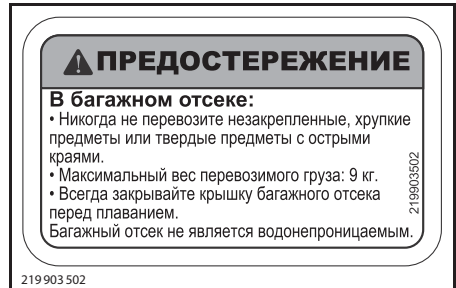 ПРЕДОСТЕРЕЖЕНИЕ
В багажном отсеке:
• Никогда не перевозите незакрепленные, хрупкие
предметы или твердые предметы с острыми
краями.
• Максимальный вес перевозимого груза: 9 кг.
• Всегда закрывайте крышку багажного отсека
перед плаванием.
Багажный отсек не является водонепроницаемым.
219903502
219 903 502